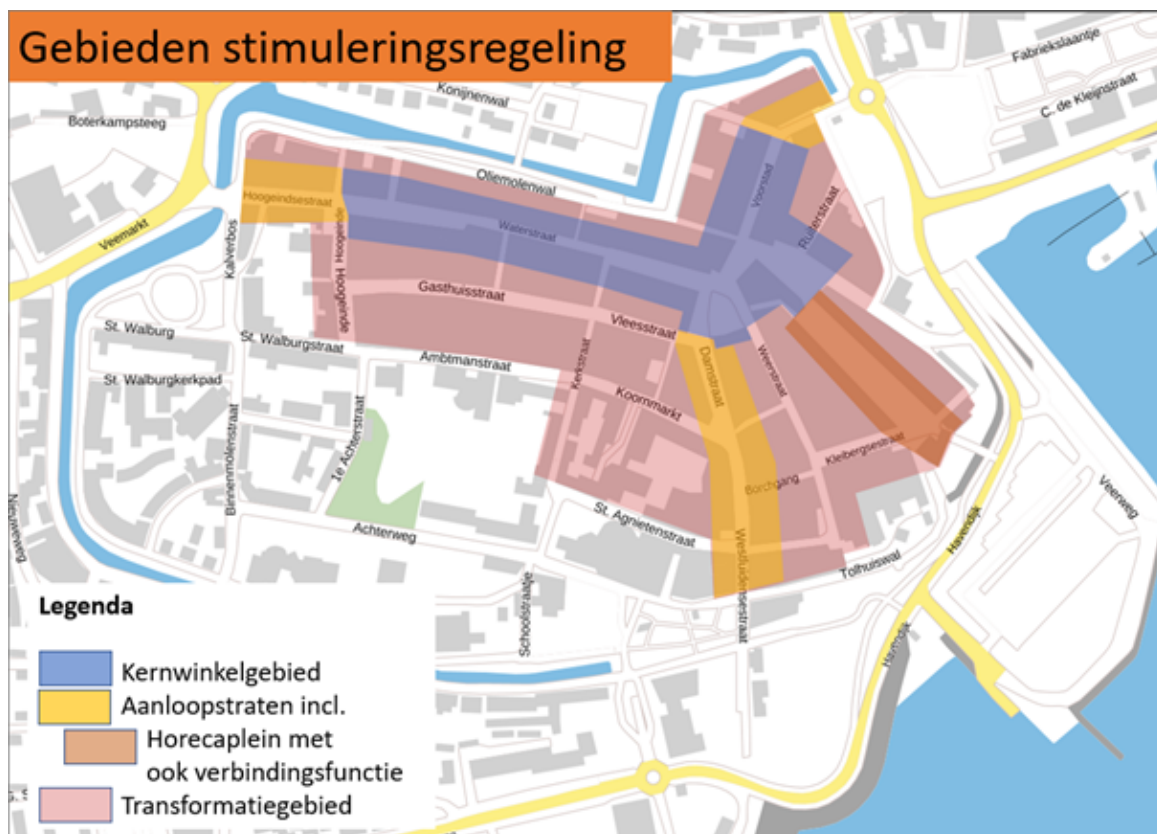 Gebieden stimuleringsregeling
Fabriekslaantje
C. de Kleijnstraat
Konijnenwal
Boterkampsteeg
Oliemolenwal
Voorstad
Ruiterstraat
Hoogeindsestraat
Hoogeinde
Hoogeinde
Waterstraat
Veemarkt
Kalverbos
Gasthuisstraat
Vleesstraat
St. Walburg
St. Walburgstraat
Ambtmanstraat
Kerkstraat
Damstraat
Weerstraat
St. Walburgkerkpad
Koornmarkt
Binnenmolenstraat
1e Achterstraat
Kleibergsestraat
Borchgang
Nieuweweg
Achterweg
St. Agnietenstraat
Westluidensestraat
Tolhuiswal
Havendijk
Veerweg
Schoolstraatje
Havendijk
Legenda
Kernwinkelgebied
Aanloopstraten incl.
Horecaplein met
ook verbindingsfunctie
Transformatiegebied